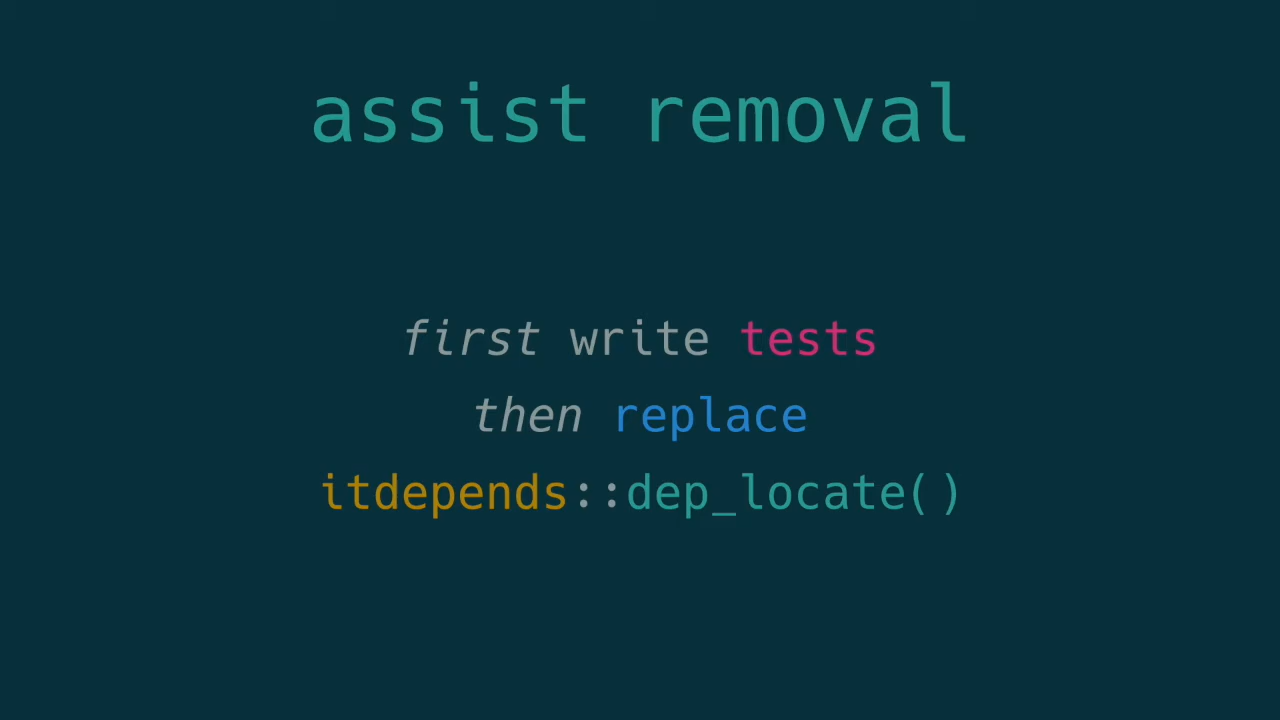 assist removal
first write tests
then replace
itdepends::dep_locate()